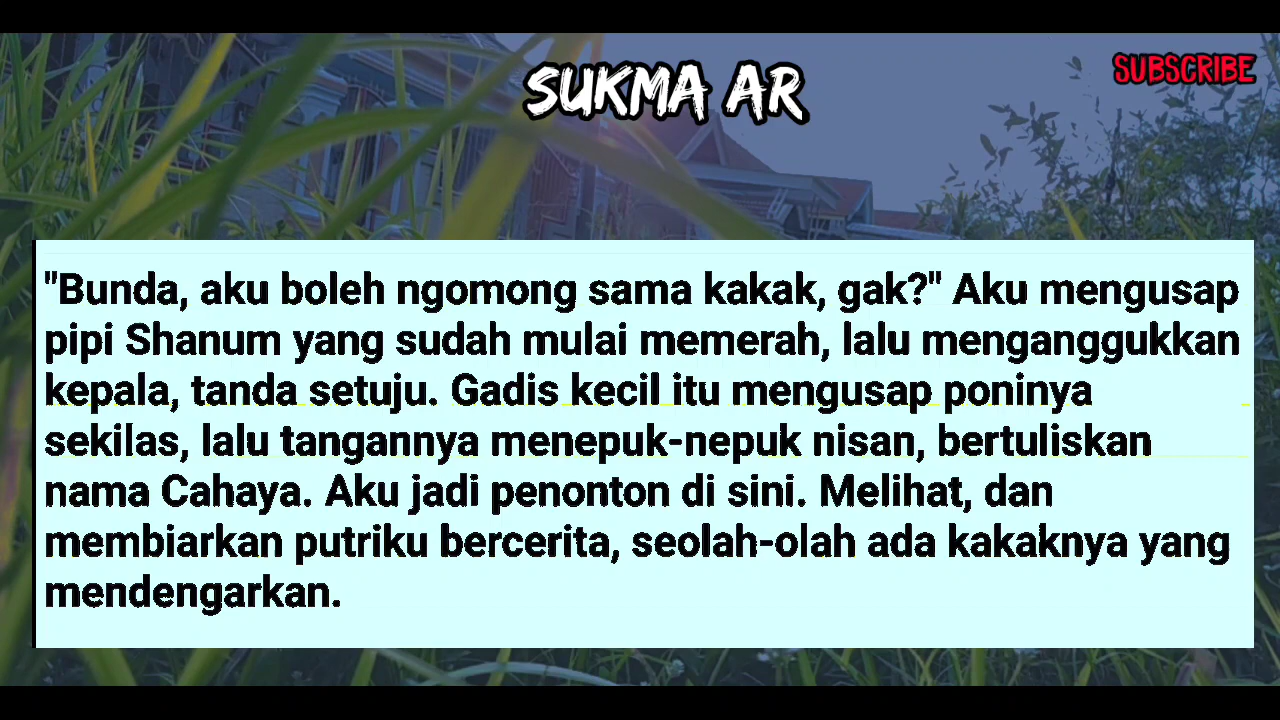 SUKMA AR
SUBSCRIBE
"Bunda, aku boleh ngomong sama kakak, gak?" Aku mengusap
pipi Shanum yang sudah mulai memerah, lalu menganggukkan
kepala, tanda setuju. Gadis kecil itu mengusap poninya
sekilas, lalu tangannya menepuk-nepuk nisan, bertuliskan
nama Cahaya. Aku jadi penonton di sini. Melihat, dan
membiarkan putriku bercerita, seolah-olah ada kakaknya yang
mendengarkan.